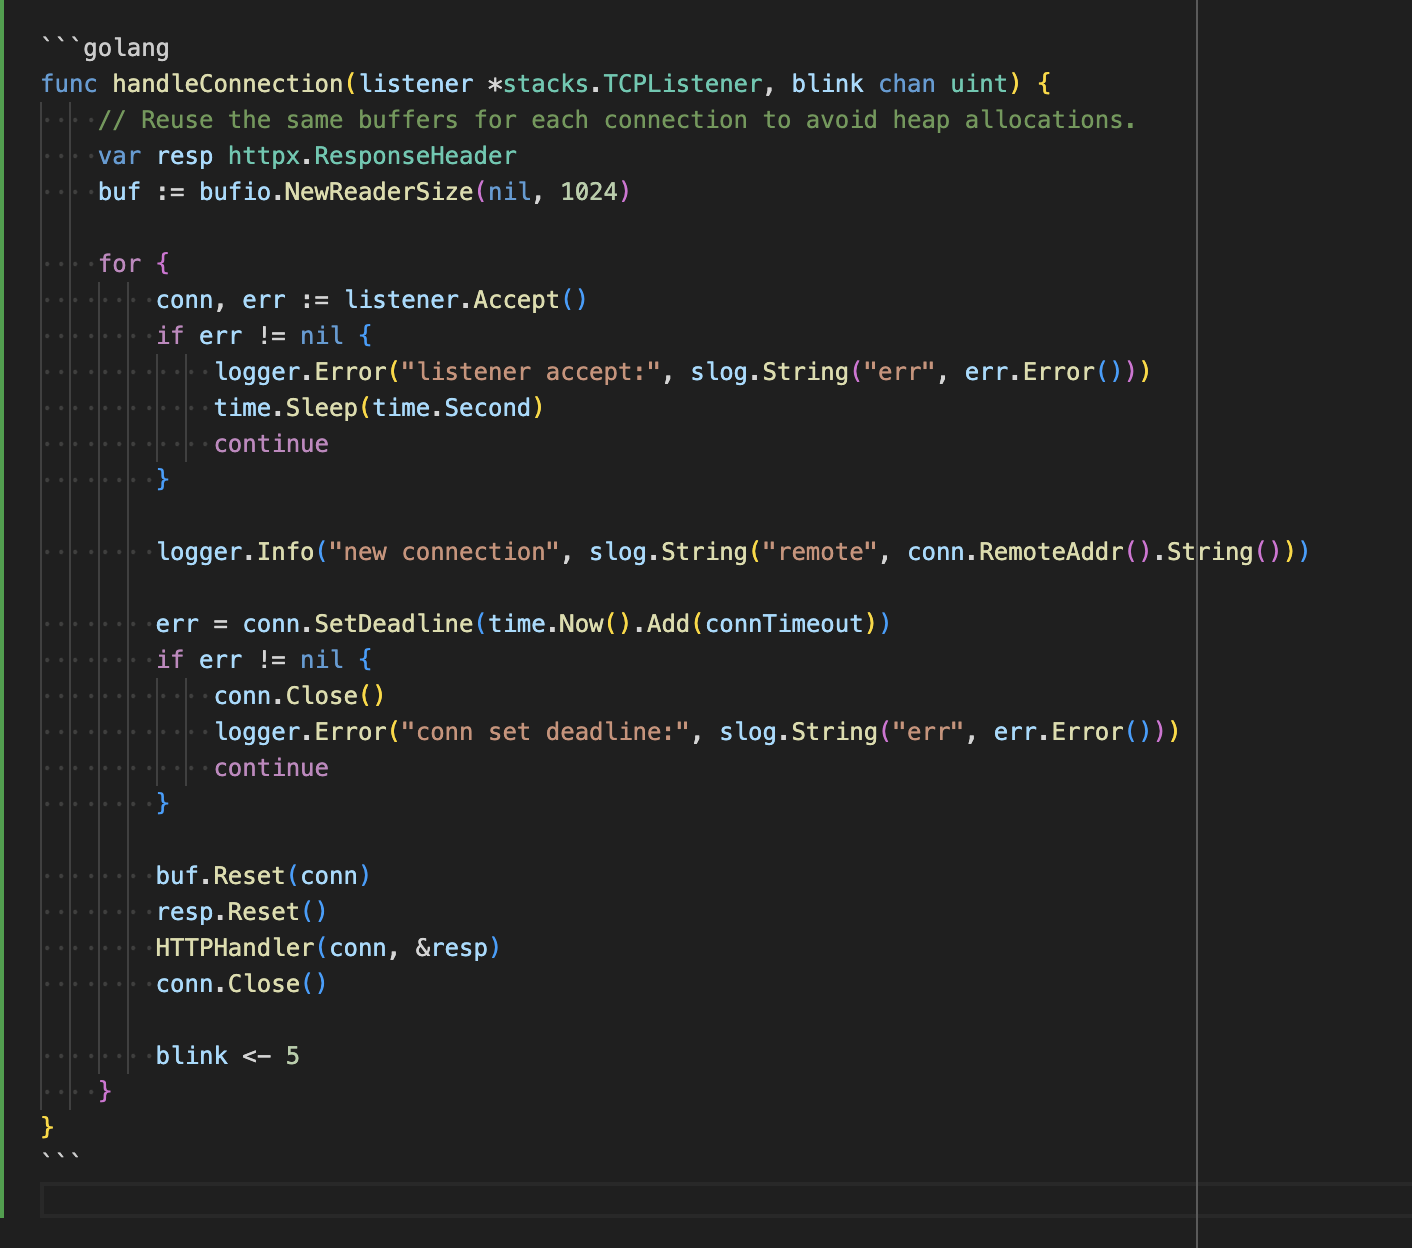 ```golang
func handleConnection(listener *stacks.TCPListener, blink chan uint) {
    // Reuse the same buffers for each connection to avoid heap allocations.
    var resp httpx.ResponseHeader
    buf := bufio.NewReaderSize(nil, 1024)

    for {
        conn, err := listener.Accept()
        if err != nil {
            logger.Error("listener accept:", slog.String("err", err.Error()))
            time.Sleep(time.Second)
            continue
        }

        logger.Info("new connection", slog.String("remote", conn.RemoteAddr().String()))

        err = conn.SetDeadline(time.Now().Add(connTimeout))
        if err != nil {
            conn.Close()
            logger.Error("conn set deadline:", slog.String("err", err.Error()))
            continue
        }

        buf.Reset(conn)
        resp.Reset()
        HTTPHandler(conn, &resp)
        conn.Close()

        blink <- 5
    }
}
```